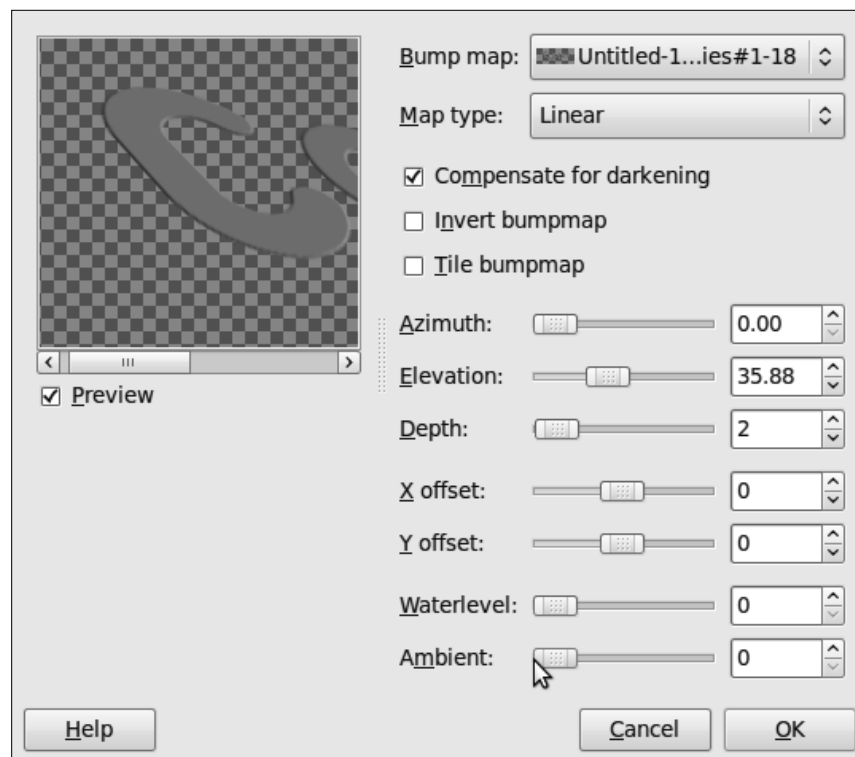 Bump map: Untitled-1...ies#1-18
Map type: Linear
Compensate for darkening
Invert bumpmap
Tile bumpmap
Azimuth: 0.00
Elevation: 35.88
Depth: 2
X offset: 0
Y offset: 0
Waterlevel: 0
Ambient: 0
Preview
Help
Cancel
OK